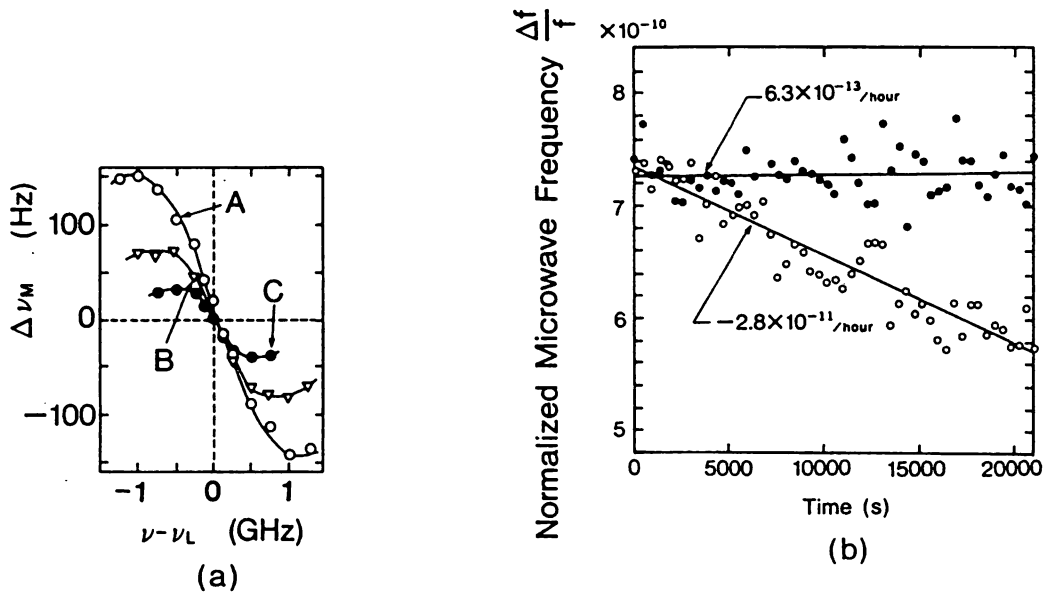 Δν_M (Hz)
100
0
−100
A
B
C
−1 0 1
ν−ν_L (GHz)
(a)
Normalized Microwave Frequency Δf/f
×10⁻¹⁰
8
7
6
5
6.3×10⁻¹³/hour
−2.8×10⁻¹¹/hour
0 5000 10000 15000 20000
Time (s)
(b)